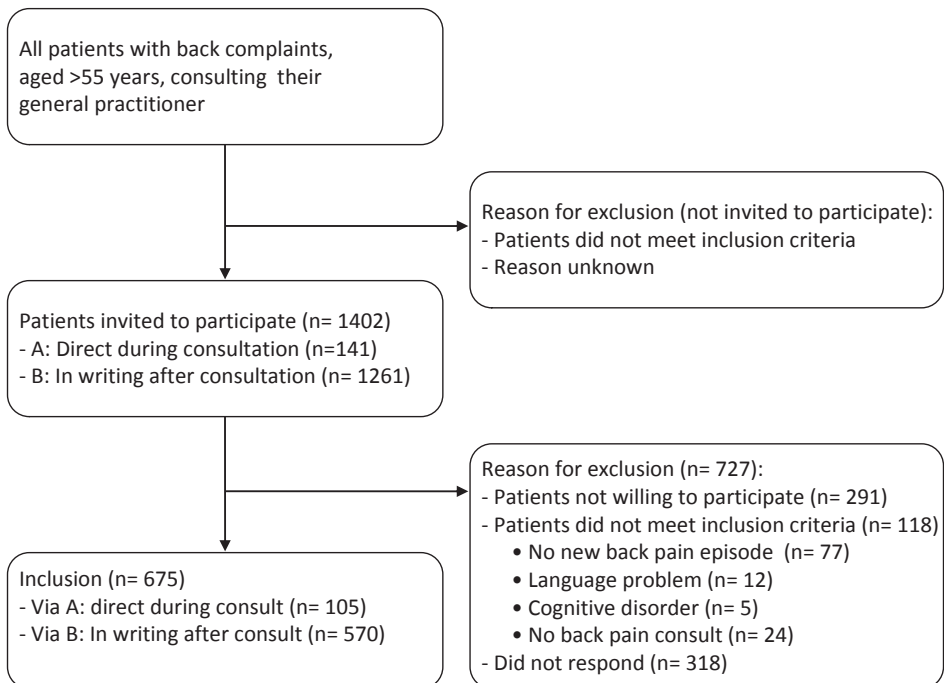 All patients with back complaints,
aged >55 years, consulting their
general practitioner
Reason for exclusion (not invited to participate):
- Patients did not meet inclusion criteria
- Reason unknown
Patients invited to participate (n= 1402)
- A: Direct during consultation (n=141)
- B: In writing after consultation (n= 1261)
Reason for exclusion (n= 727):
- Patients not willing to participate (n= 291)
- Patients did not meet inclusion criteria (n= 118)
• No new back pain episode (n= 77)
• Language problem (n= 12)
• Cognitive disorder (n= 5)
• No back pain consult (n= 24)
- Did not respond (n= 318)
Inclusion (n= 675)
- Via A: direct during consult (n= 105)
- Via B: In writing after consult (n= 570)